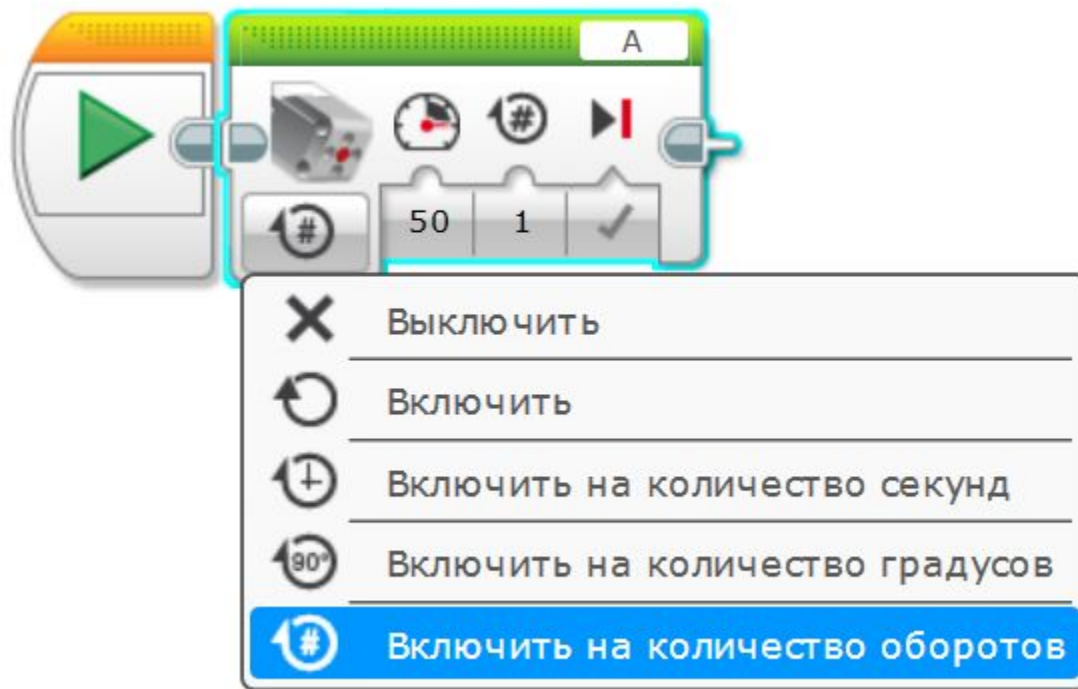 A
#
# 50 1
Выключить
Включить
Включить на количество секунд
90° Включить на количество градусов
# Включить на количество оборотов